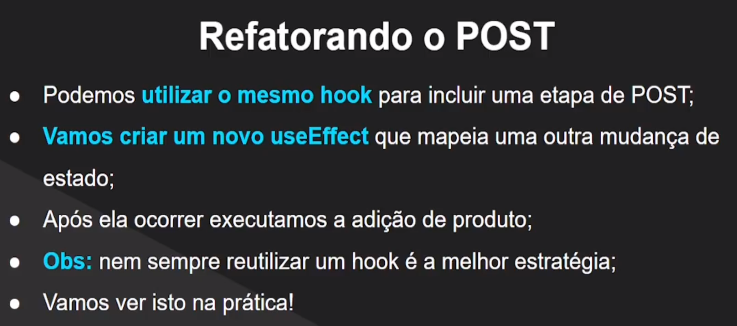 Refatorando o POST
● Podemos utilizar o mesmo hook para incluir uma etapa de POST;
● Vamos criar um novo useEffect que mapeia uma outra mudança de
estado;
● Após ela ocorrer executamos a adição de produto;
● Obs: nem sempre reutilizar um hook é a melhor estratégia;
● Vamos ver isto na prática!